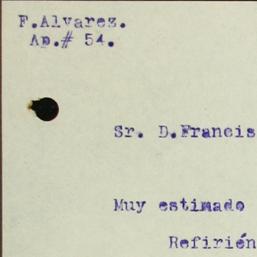 F.Alvarez.
Ap.# 54.
Sr. D.Francis
Muy estimado
Refirién